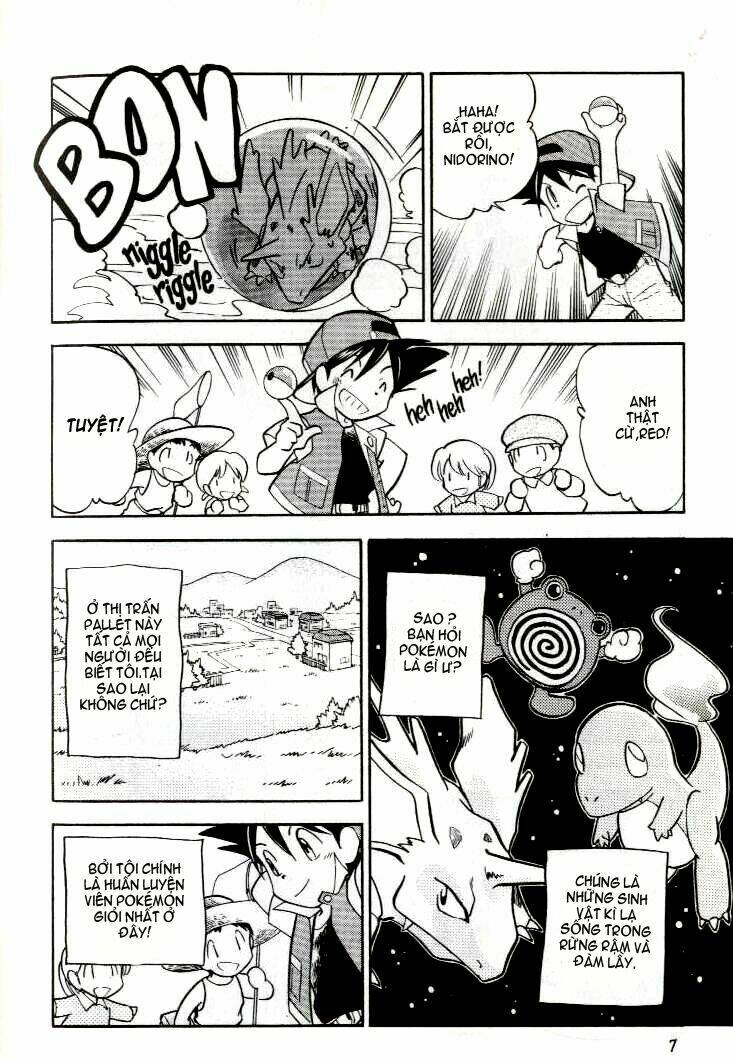 BON
riggle
riggle
HAHA!
BẮT ĐƯỢC
RỒI,
NIDORINO!
TUYỆT!
heh
heh
heh!
ANH
THẬT
CỪ,RED!
Ở THỊ TRẤN
PALLET NÀY
TẤT CẢ MỌI
NGƯỜI ĐỀU
BIẾT TÔI.TẠI
SAO LẠI
KHÔNG CHỨ?
SAO ?
BẠN HỎI
POKÉMON
LÀ GÌ Ư?
BỞI TÔI CHÍNH
LÀ HUẤN LUYỆN
VIÊN POKÉMON
GIỎI NHẤT Ở
ĐÂY!
CHÚNG LÀ
NHỮNG SINH
VẬT KÌ LẠ
SỐNG TRONG
RỪNG RẬM VÀ
ĐẦM LẦY.
7